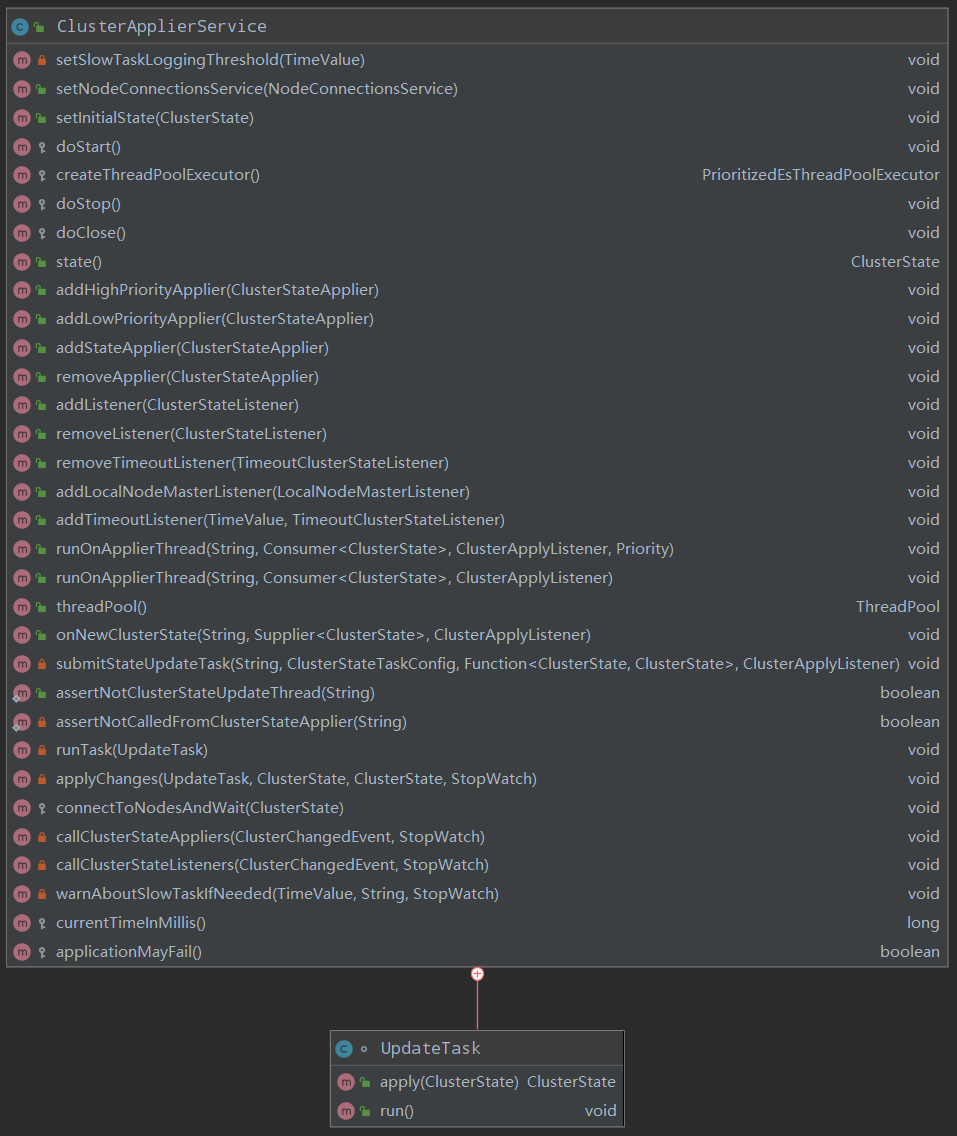 ClusterApplierService
setSlowTaskLoggingThreshold(TimeValue) void
setNodeConnectionsService(NodeConnectionsService) void
setInitialState(ClusterState) void
doStart() void
createThreadPoolExecutor() PrioritizedEsThreadPoolExecutor
doStop() void
doClose() void
state() ClusterState
addHighPriorityApplier(ClusterStateApplier) void
addLowPriorityApplier(ClusterStateApplier) void
addStateApplier(ClusterStateApplier) void
removeApplier(ClusterStateApplier) void
addListener(ClusterStateListener) void
removeListener(ClusterStateListener) void
removeTimeoutListener(TimeoutClusterStateListener) void
addLocalNodeMasterListener(LocalNodeMasterListener) void
addTimeoutListener(TimeValue, TimeoutClusterStateListener) void
runOnApplierThread(String, Consumer<ClusterState>, ClusterApplyListener, Priority) void
runOnApplierThread(String, Consumer<ClusterState>, ClusterApplyListener) void
threadPool() ThreadPool
onNewClusterState(String, Supplier<ClusterState>, ClusterApplyListener) void
submitStateUpdateTask(String, ClusterStateTaskConfig, Function<ClusterState, ClusterState>, ClusterApplyListener) void
assertNotClusterStateUpdateThread(String) boolean
assertNotCalledFromClusterStateApplier(String) boolean
runTask(UpdateTask) void
applyChanges(UpdateTask, ClusterState, ClusterState, StopWatch) void
connectToNodesAndWait(ClusterState) void
callClusterStateAppliers(ClusterChangedEvent, StopWatch) void
callClusterStateListeners(ClusterChangedEvent, StopWatch) void
warnAboutSlowTaskIfNeeded(TimeValue, String, StopWatch) void
currentTimeInMillis() long
applicationMayFail() boolean
UpdateTask
apply(ClusterState) ClusterState
run() void